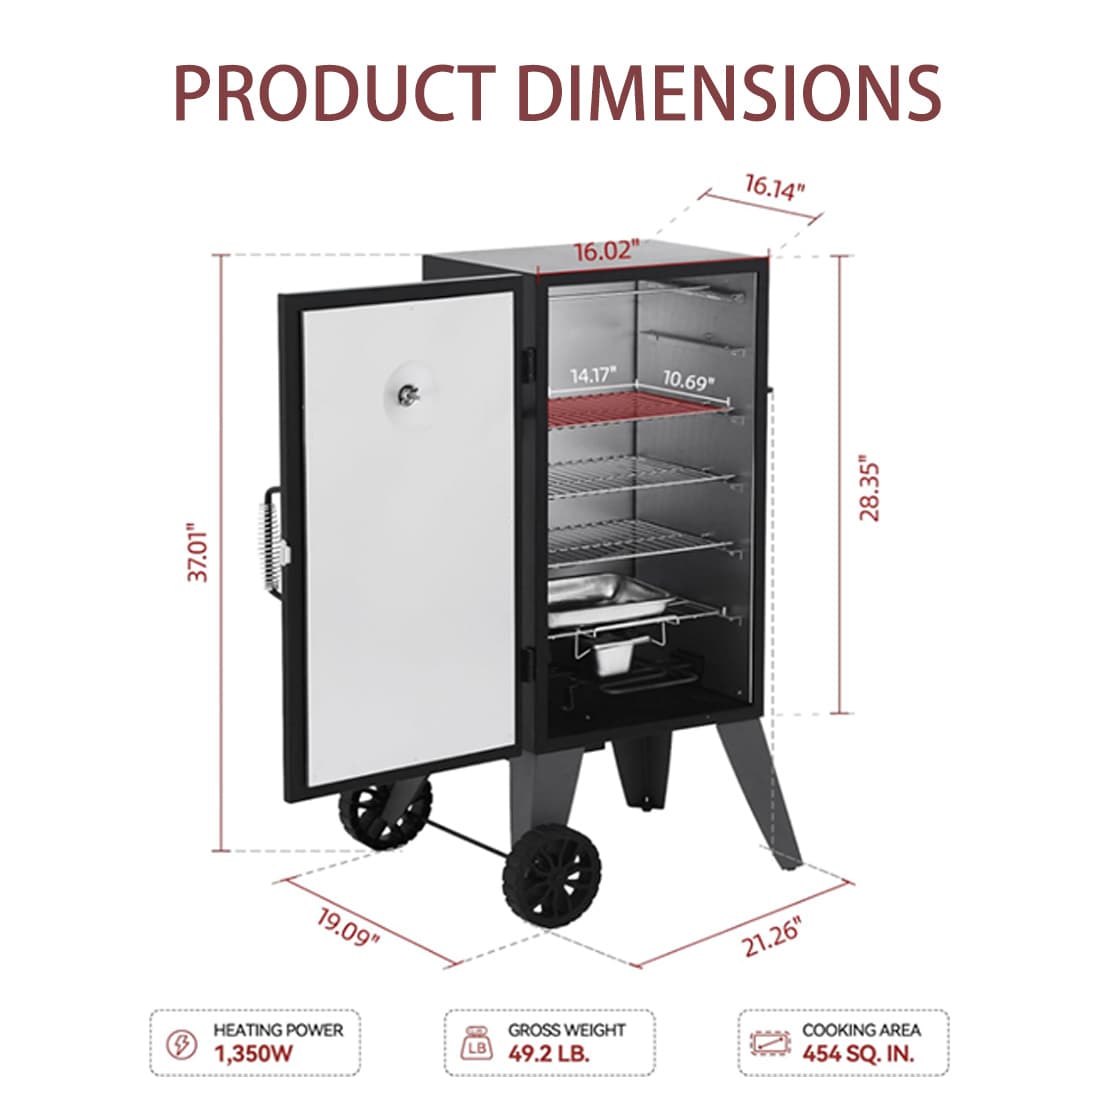 PRODUCT DIMENSIONS
16.14"
16.02"
14.17"
10.69"
28.35"
37.01"
19.09"
21.26"
HEATING POWER
1,350W
LB
GROSS WEIGHT
49.2 LB.
COOKING AREA
454 SQ. IN.